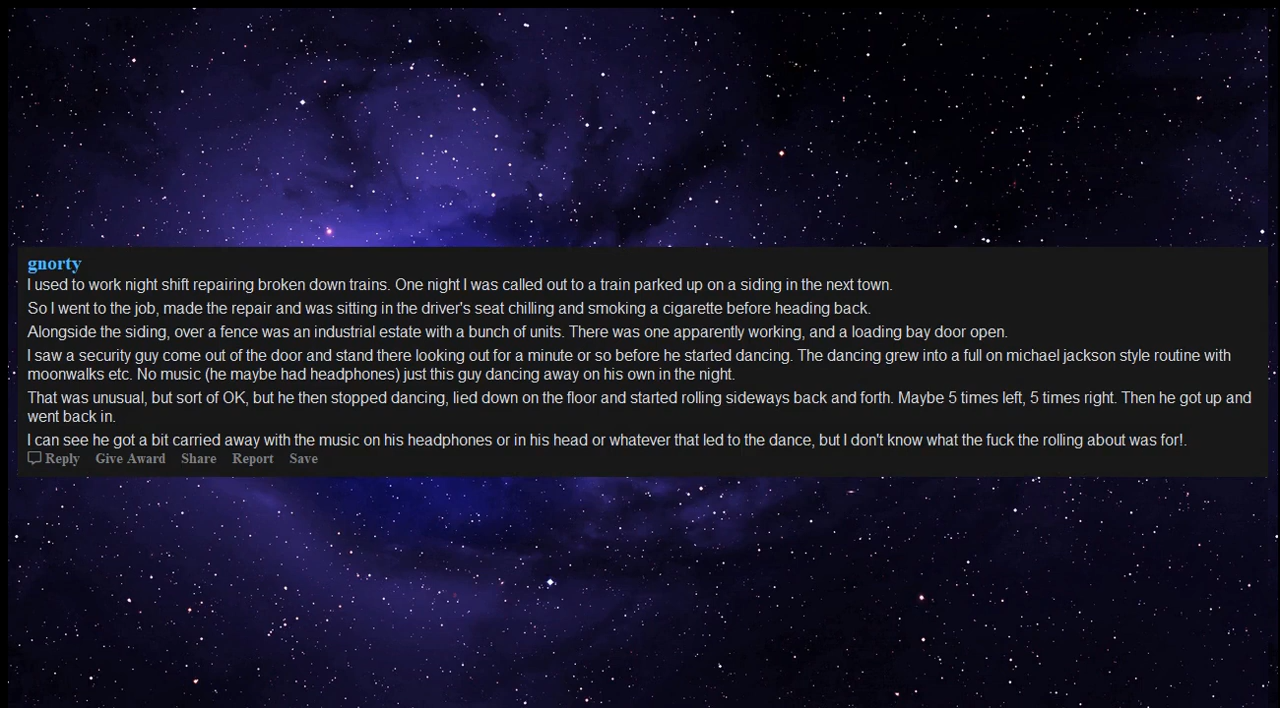 gnorty
I used to work night shift repairing broken down trains. One night I was called out to a train parked up on a siding in the next town.
So I went to the job, made the repair and was sitting in the driver's seat chilling and smoking a cigarette before heading back.
Alongside the siding, over a fence was an industrial estate with a bunch of units. There was one apparently working, and a loading bay door open.
I saw a security guy come out of the door and stand there looking out for a minute or so before he started dancing. The dancing grew into a full on michael jackson style routine with
moonwalks etc. No music (he maybe had headphones) just this guy dancing away on his own in the night.
That was unusual, but sort of OK, but he then stopped dancing, lied down on the floor and started rolling sideways back and forth. Maybe 5 times left, 5 times right. Then he got up and
went back in.
I can see he got a bit carried away with the music on his headphones or in his head or whatever that led to the dance, but I don't know what the fuck the rolling about was for!.
Reply Give Award Share Report Save